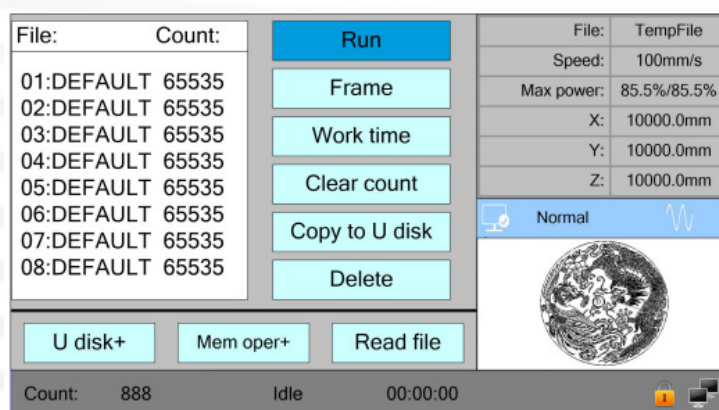 File: Count:
01:DEFAULT 65535
02:DEFAULT 65535
03:DEFAULT 65535
04:DEFAULT 65535
05:DEFAULT 65535
06:DEFAULT 65535
07:DEFAULT 65535
08:DEFAULT 65535
Run
Frame
Work time
Clear count
Copy to U disk
Delete
U disk+ Mem oper+ Read file
File: TempFile
Speed: 100mm/s
Max power: 85.5%/85.5%
X: 10000.0mm
Y: 10000.0mm
Z: 10000.0mm
Normal
Count: 888 Idle 00:00:00